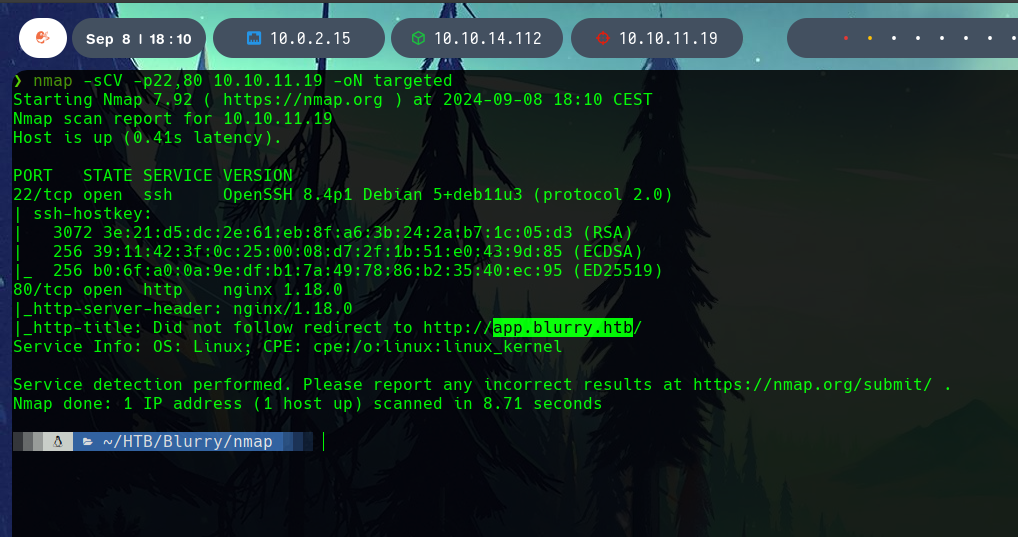 Sep 8 | 18:10 10.0.2.15 10.10.14.112 10.10.11.19
❯ nmap -sCV -p22,80 10.10.11.19 -oN targeted
Starting Nmap 7.92 ( https://nmap.org ) at 2024-09-08 18:10 CEST
Nmap scan report for 10.10.11.19
Host is up (0.41s latency).
PORT   STATE SERVICE VERSION
22/tcp open  ssh     OpenSSH 8.4p1 Debian 5+deb11u3 (protocol 2.0)
| ssh-hostkey:
|   3072 3e:21:d5:dc:2e:61:eb:8f:a6:3b:24:2a:b7:1c:05:d3 (RSA)
|   256 39:11:42:3f:0c:25:00:08:d7:2f:1b:51:e0:43:9d:85 (ECDSA)
|_  256 b0:6f:a0:0a:9e:df:b1:7a:49:78:86:b2:35:40:ec:95 (ED25519)
80/tcp open  http    nginx 1.18.0
|_http-server-header: nginx/1.18.0
|_http-title: Did not follow redirect to http://app.blurry.htb/
Service Info: OS: Linux; CPE: cpe:/o:linux:linux_kernel
Service detection performed. Please report any incorrect results at https://nmap.org/submit/ .
Nmap done: 1 IP address (1 host up) scanned in 8.71 seconds
~/HTB/Blurry/nmap